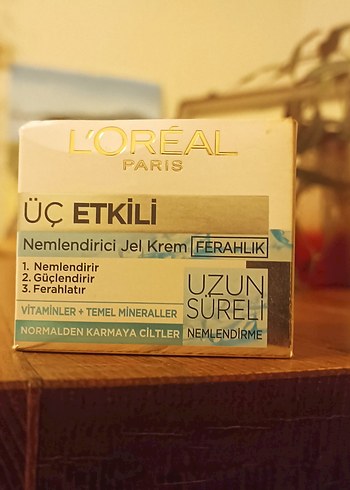 L'ORÉAL
PARIS
ÜÇ ETKİLİ
Nemlendirici Jel Krem FERAHLIK
1. Nemlendirir
2. Güçlendirir
3. Ferahlatır
VİTAMİNLER + TEMEL MİNERALLER
NORMALDEN KARMAYA CİLTLER
UZUN
SÜRELİ
NEMLENDİRME